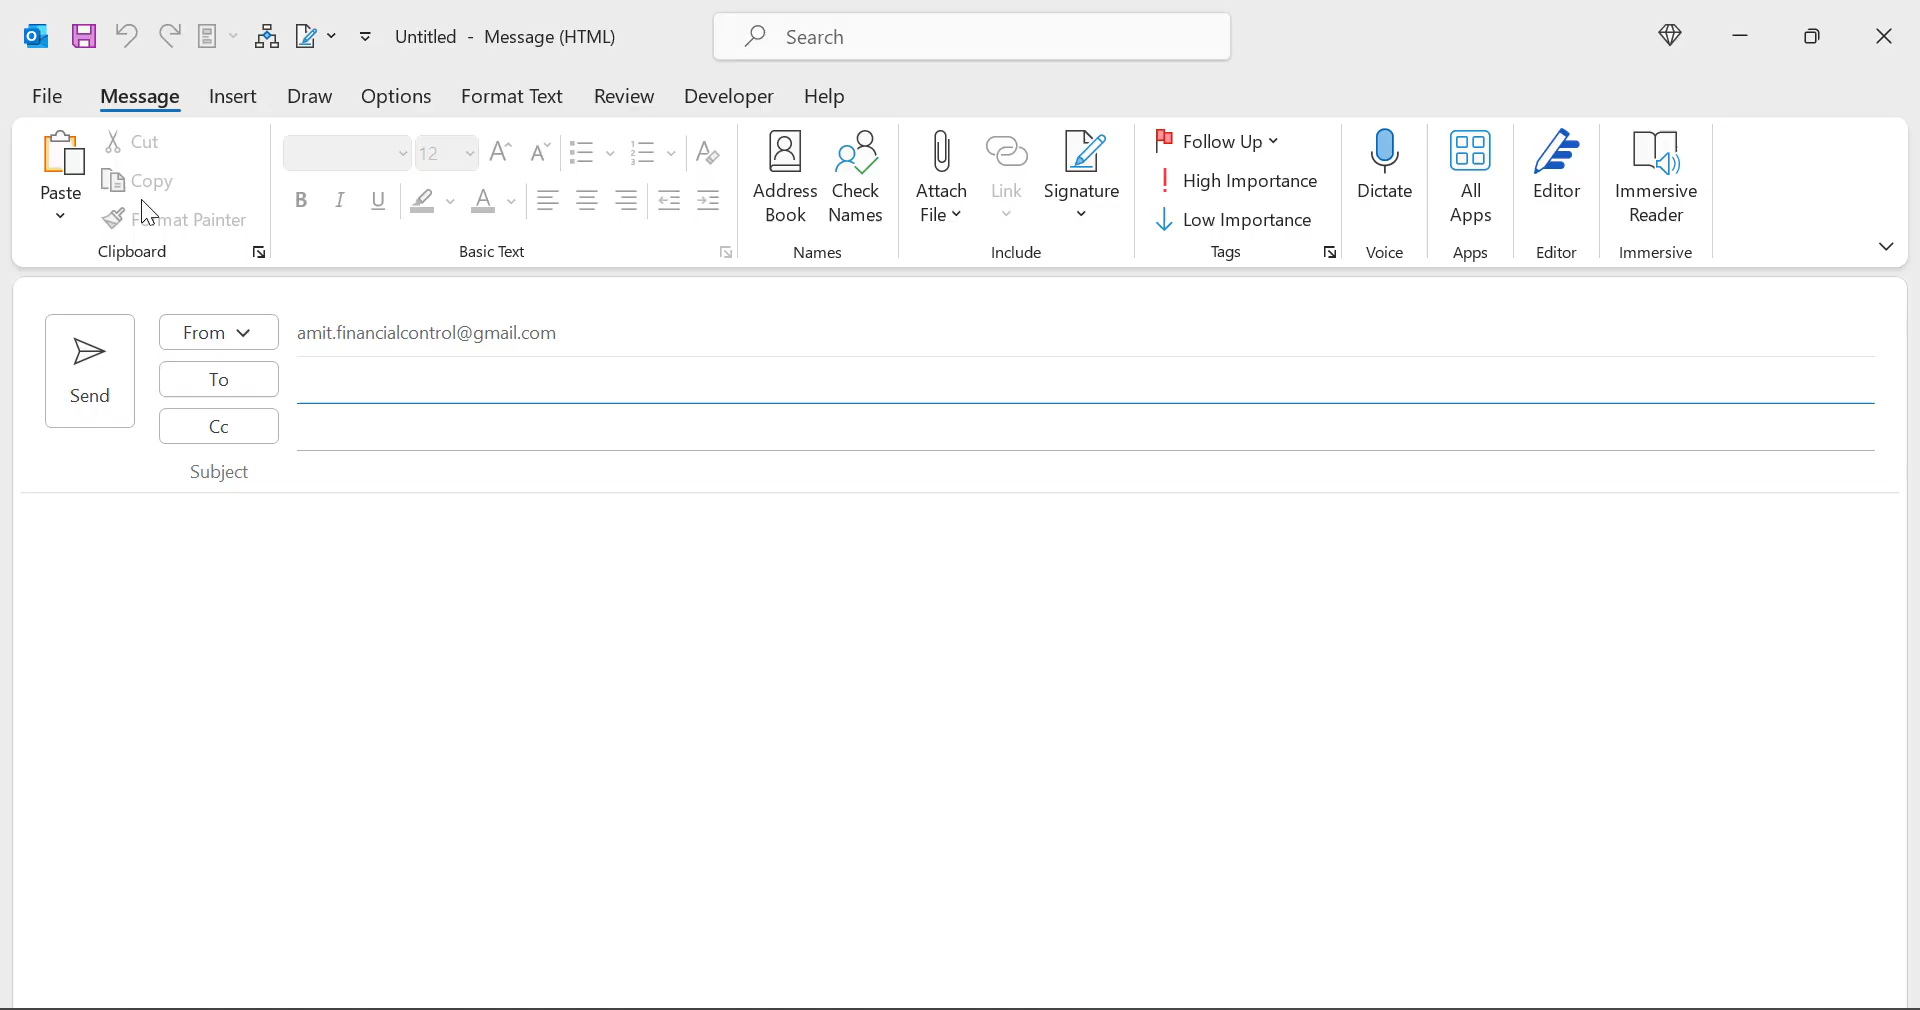 Untitled - Message (HTML)
Search
File Message Insert Draw Options Format Text Review Developer Help
Paste
Cut
Copy
Format Painter
Clipboard
12
B I U A
Basic Text
Address Book
Check Names
Names
Attach File
Link
Signature
Include
Follow Up
High Importance
Low Importance
Tags
Dictate
Voice
All Apps
Apps
Editor
Editor
Immersive Reader
Immersive
Send
From amit.financialcontrol@gmail.com
To
Cc
Subject